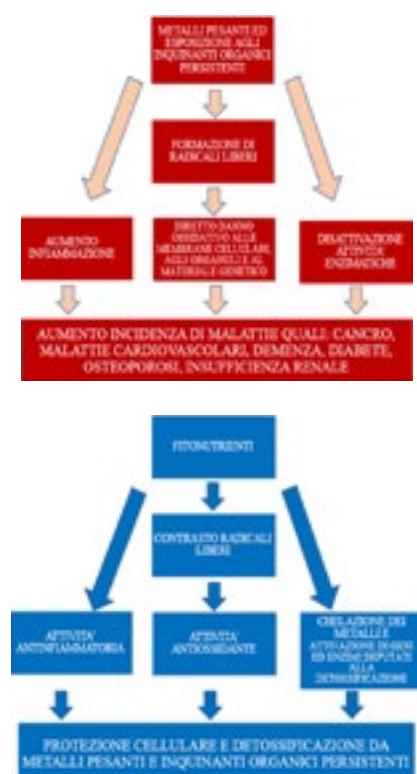 METALLI PESANTI ED
ESPOSIZIONE AGLI
INQUINANTI ORGANICI
PERSISTENTI
FORMAZIONE DI
RADICALI LIBERI
AUMENTO
INFIAMMAZIONE
DIRETTO DANNO
OSSIDATIVO ALLE
MEMBRANE CELLULARI,
AGLI ORGANULI E AL
MATERIALE GENETICO
DISATTIVAZIONE
ATTIVITA'
ENZIMATICHE
AUMENTO INCIDENZA DI MALATTIE QUALI: CANCRO,
MALATTIE CARDIOVASCOLARI, DEMENZA, DIABETE,
OSTEOPOROSI, INSUFFICIENZA RENALE
FITONUTRIENTI
CONTRASTO RADICALI
LIBERI
ATTIVITA'
ANTINFIAMMATORIA
ATTIVITA'
ANTIOSSIDANTE
CHELAZIONE DEI
METALLI E
ATTIVAZIONE DI GENI
ED ENZIMI DEPUTATI
ALLA
DETOSSIFICAZIONE
PROTEZIONE CELLULARE E DETOSSIFICAZIONE DA
METALLI PESANTI E INQUINANTI ORGANICI PERSISTENTI